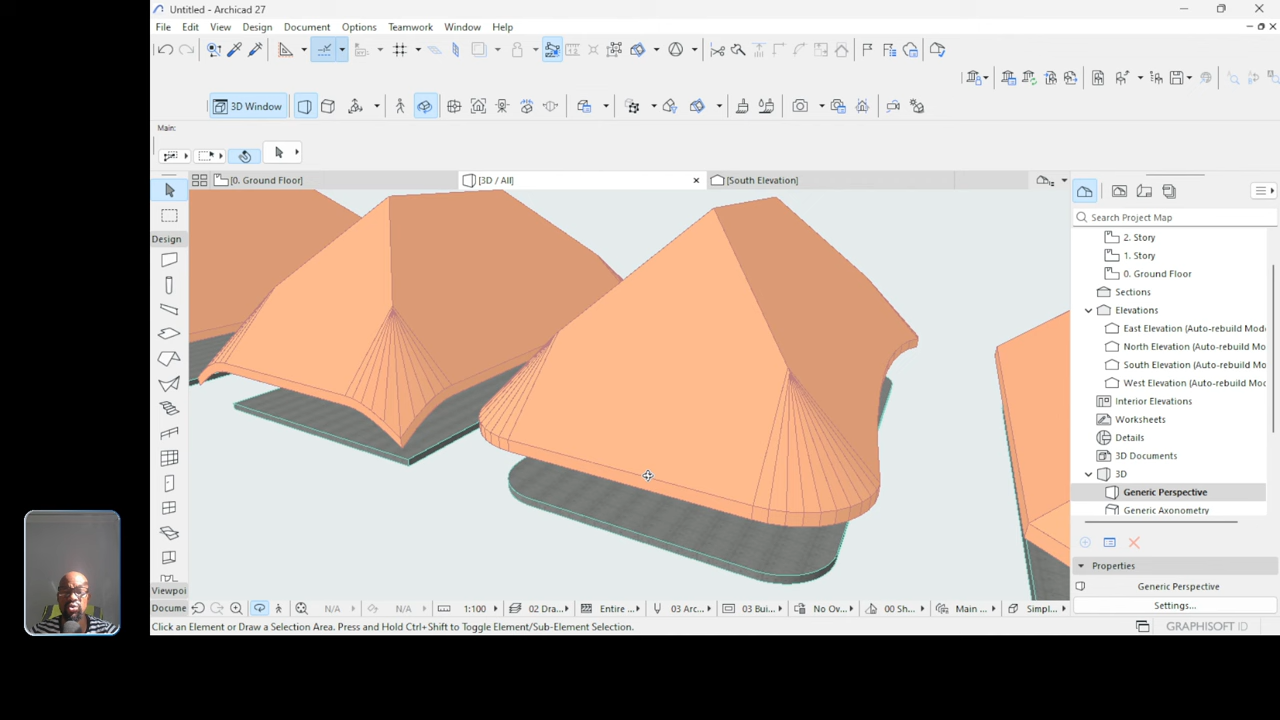 Untitled - Archicad 27
File Edit View Design Document Options Teamwork Window Help
3D Window
Main:
[0. Ground Floor]
[3D / All]
[South Elevation]
Search Project Map
Design
2. Story
1. Story
0. Ground Floor
Sections
Elevations
East Elevation (Auto-rebuild Mode
North Elevation (Auto-rebuild Mo
South Elevation (Auto-rebuild Mo
West Elevation (Auto-rebuild Mo
Interior Elevations
Worksheets
Details
3D Documents
3D
Generic Perspective
Generic Axonometry
Properties
Generic Perspective
Settings...
Viewpoi
Docume
N/A N/A 1:100 02 Dra... Entire ... 03 Arc... 03 Bui... No Ov... 00 Sh... Main ... Simpl...
Click an Element or Draw a Selection Area. Press and Hold Ctrl+Shift to Toggle Element/Sub-Element Selection.
GRAPHISOFT ID